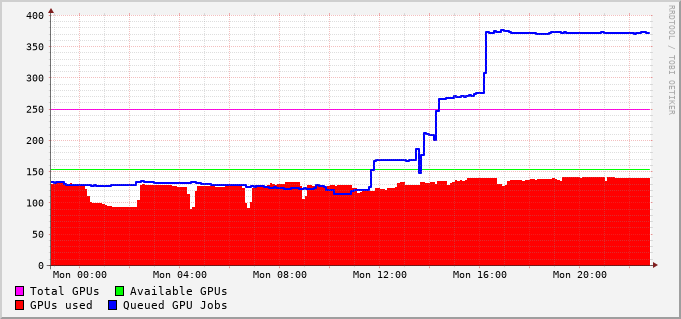 400
350
300
250
200
150
100
50
0
Mon 00:00 Mon 04:00 Mon 08:00 Mon 12:00 Mon 16:00 Mon 20:00
Total GPUs Available GPUs
GPUs used Queued GPU Jobs
RRDTOOL / TOBI OETIKER